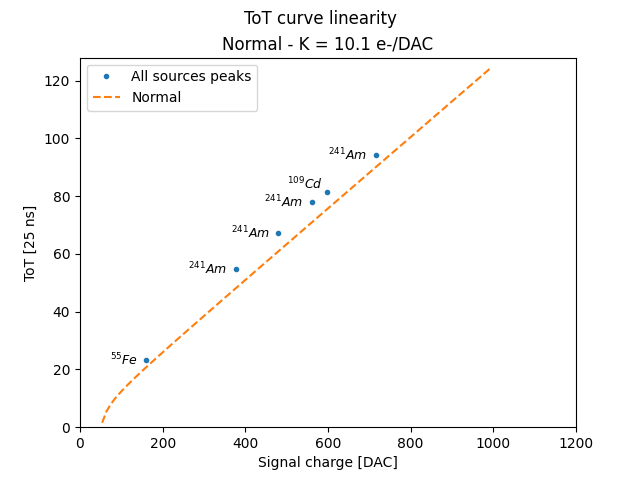 ToT curve linearity
Normal - K = 10.1 e-/DAC
All sources peaks
Normal
120
100
80
60
40
20
0
ToT [25 ns]
²⁴¹Am
¹⁰⁹Cd
²⁴¹Am
²⁴¹Am
²⁴¹Am
⁵⁵Fe
0 200 400 600 800 1000 1200
Signal charge [DAC]